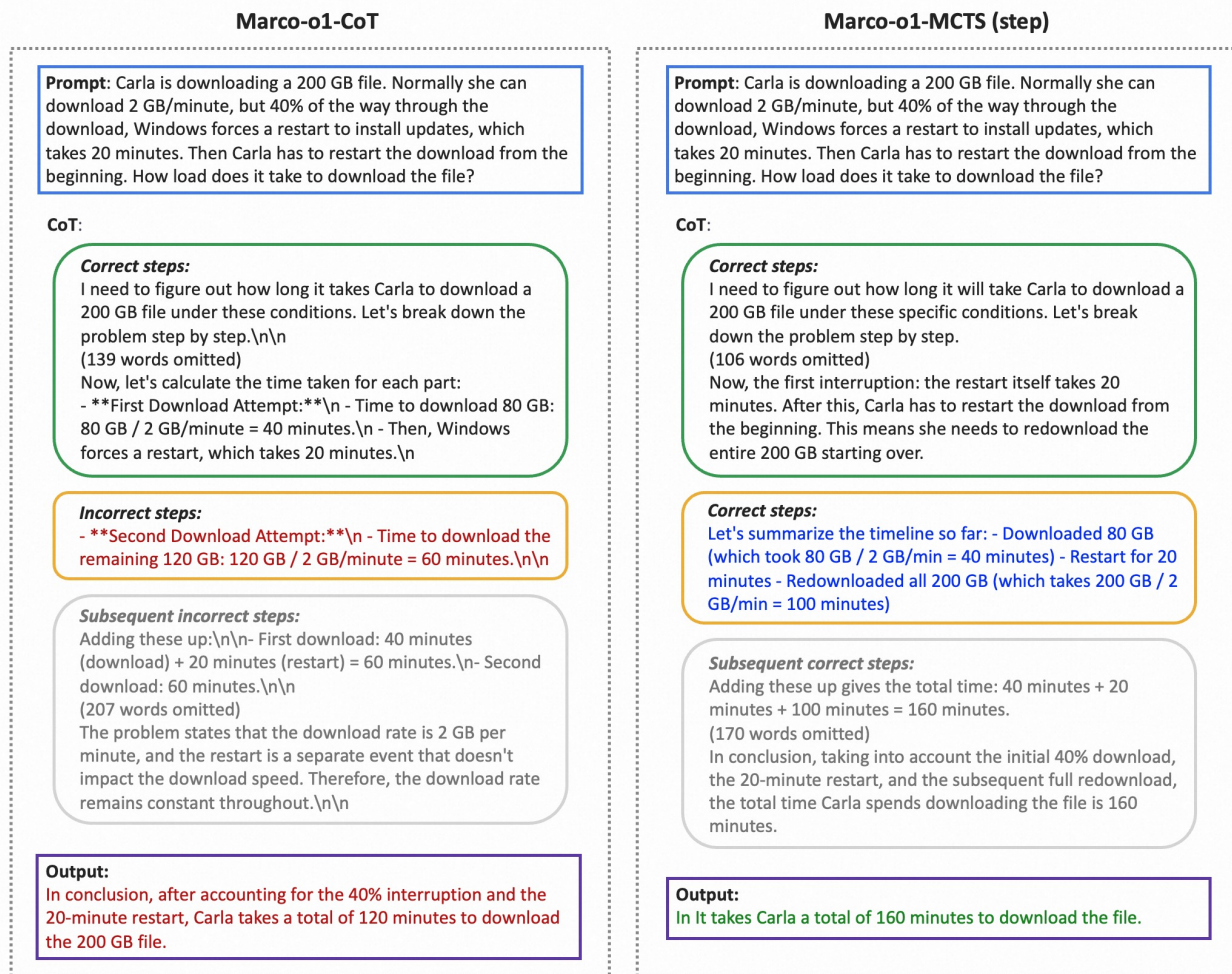 Marco-o1-CoT
Prompt: Carla is downloading a 200 GB file. Normally she can
download 2 GB/minute, but 40% of the way through the
download, Windows forces a restart to install updates, which
takes 20 minutes. Then Carla has to restart the download from the
beginning. How load does it take to download the file?
CoT:
Correct steps:
I need to figure out how long it takes Carla to download a
200 GB file under these conditions. Let's break down the
problem step by step.\n\n
(139 words omitted)
Now, let's calculate the time taken for each part:
- **First Download Attempt:**\n - Time to download 80 GB:
80 GB / 2 GB/minute = 40 minutes.\n - Then, Windows
forces a restart, which takes 20 minutes.\n
Incorrect steps:
- **Second Download Attempt:**\n - Time to download the
remaining 120 GB: 120 GB / 2 GB/minute = 60 minutes.\n\n
Subsequent incorrect steps:
Adding these up:\n\n- First download: 40 minutes
(download) + 20 minutes (restart) = 60 minutes.\n- Second
download: 60 minutes.\n\n
(207 words omitted)
The problem states that the download rate is 2 GB per
minute, and the restart is a separate event that doesn't
impact the download speed. Therefore, the download rate
remains constant throughout.\n\n
Output:
In conclusion, after accounting for the 40% interruption and the
20-minute restart, Carla takes a total of 120 minutes to download
the 200 GB file.
Marco-o1-MCTS (step)
Prompt: Carla is downloading a 200 GB file. Normally she can
download 2 GB/minute, but 40% of the way through the
download, Windows forces a restart to install updates, which
takes 20 minutes. Then Carla has to restart the download from the
beginning. How load does it take to download the file?
CoT:
Correct steps:
I need to figure out how long it will take Carla to download a
200 GB file under these specific conditions. Let's break
down the problem step by step.
(106 words omitted)
Now, the first interruption: the restart itself takes 20
minutes. After this, Carla has to restart the download from
the beginning. This means she needs to redownload the
entire 200 GB starting over.
Correct steps:
Let's summarize the timeline so far: - Downloaded 80 GB
(which took 80 GB / 2 GB/min = 40 minutes) - Restart for 20
minutes - Redownloaded all 200 GB (which takes 200 GB / 2
GB/min = 100 minutes)
Subsequent correct steps:
Adding these up gives the total time: 40 minutes + 20
minutes + 100 minutes = 160 minutes.
(170 words omitted)
In conclusion, taking into account the initial 40% download,
the 20-minute restart, and the subsequent full redownload,
the total time Carla spends downloading the file is 160
minutes.
Output:
In It takes Carla a total of 160 minutes to download the file.